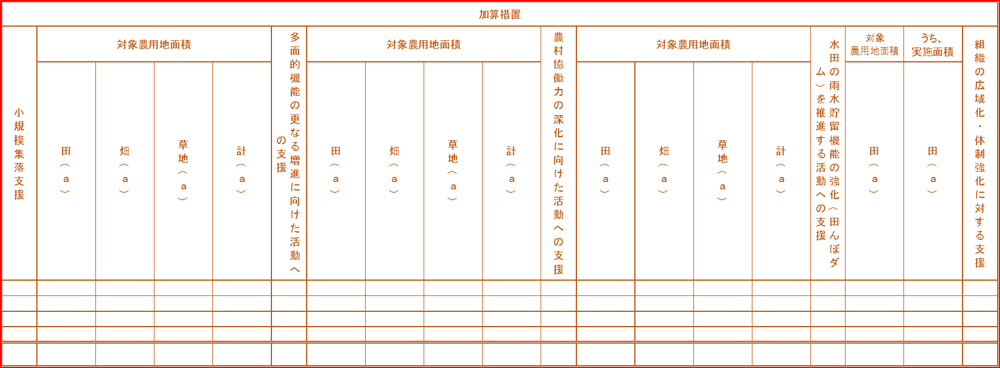 加算措置
小規模集落支援
対象農用地面積
田（a）
畑（a）
草地（a）
計（a）
多面的機能の更なる増進に向けた活動へ
の支援
対象農用地面積
田（a）
畑（a）
草地（a）
計（a）
農村協働力の深化に向けた活動への支援
対象農用地面積
田（a）
畑（a）
草地（a）
計（a）
水田の雨水貯留機能の強化（田んぼダ
ム）を推進する活動への支援
対象
農用地面積
田（a）
うち、
実施面積
田（a）
組織の広域化・体制強化に対する支援